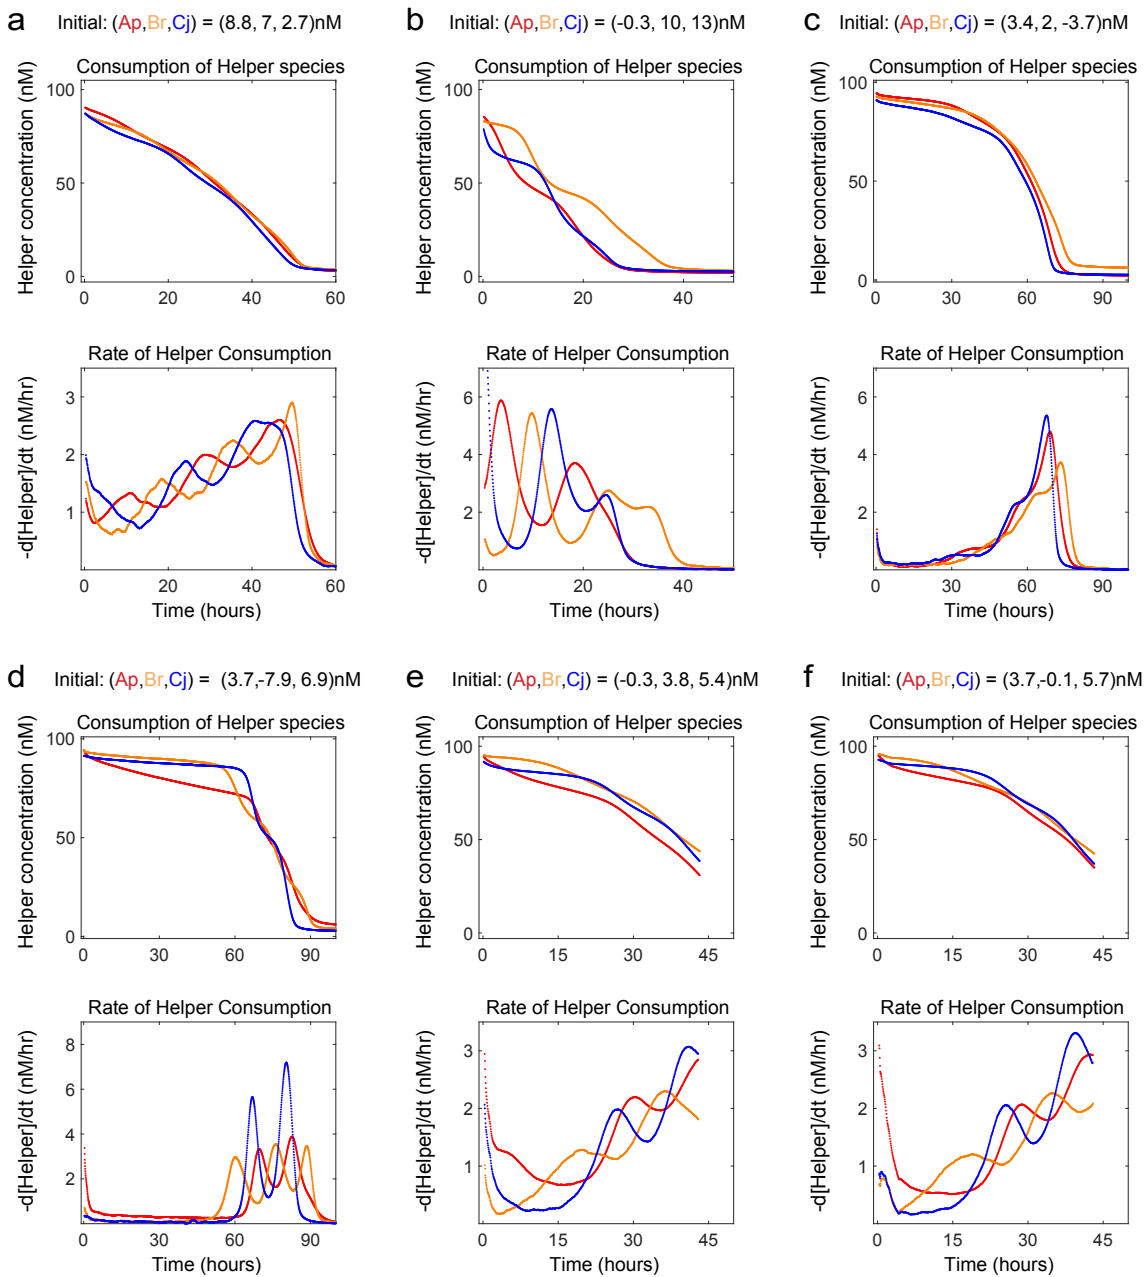 a
Initial: (Ap,Br,Cj) = (8.8, 7, 2.7)nM
Consumption of Helper species
Helper concentration (nM)
100
50
0
0 20 40 60
Rate of Helper Consumption
-d[Helper]/dt (nM/hr)
3
2
1
0 20 40 60
Time (hours)
b
Initial: (Ap,Br,Cj) = (-0.3, 10, 13)nM
Consumption of Helper species
Helper concentration (nM)
100
50
0
0 20 40
Rate of Helper Consumption
-d[Helper]/dt (nM/hr)
6
4
2
0 20 40
Time (hours)
c
Initial: (Ap,Br,Cj) = (3.4, 2, -3.7)nM
Consumption of Helper species
Helper concentration (nM)
100
50
0
0 30 60 90
Rate of Helper Consumption
-d[Helper]/dt (nM/hr)
6
4
2
0 30 60 90
Time (hours)
d
Initial: (Ap,Br,Cj) = (3.7,-7.9, 6.9)nM
Consumption of Helper species
Helper concentration (nM)
100
50
0
0 30 60 90
Rate of Helper Consumption
-d[Helper]/dt (nM/hr)
8
6
4
2
0 30 60 90
Time (hours)
e
Initial: (Ap,Br,Cj) = (-0.3, 3.8, 5.4)nM
Consumption of Helper species
Helper concentration (nM)
100
50
0
0 15 30 45
Rate of Helper Consumption
-d[Helper]/dt (nM/hr)
3
2
1
0 15 30 45
Time (hours)
f
Initial: (Ap,Br,Cj) = (3.7,-0.1, 5.7)nM
Consumption of Helper species
Helper concentration (nM)
100
50
0
0 15 30 45
Rate of Helper Consumption
-d[Helper]/dt (nM/hr)
3
2
1
0 15 30 45
Time (hours)